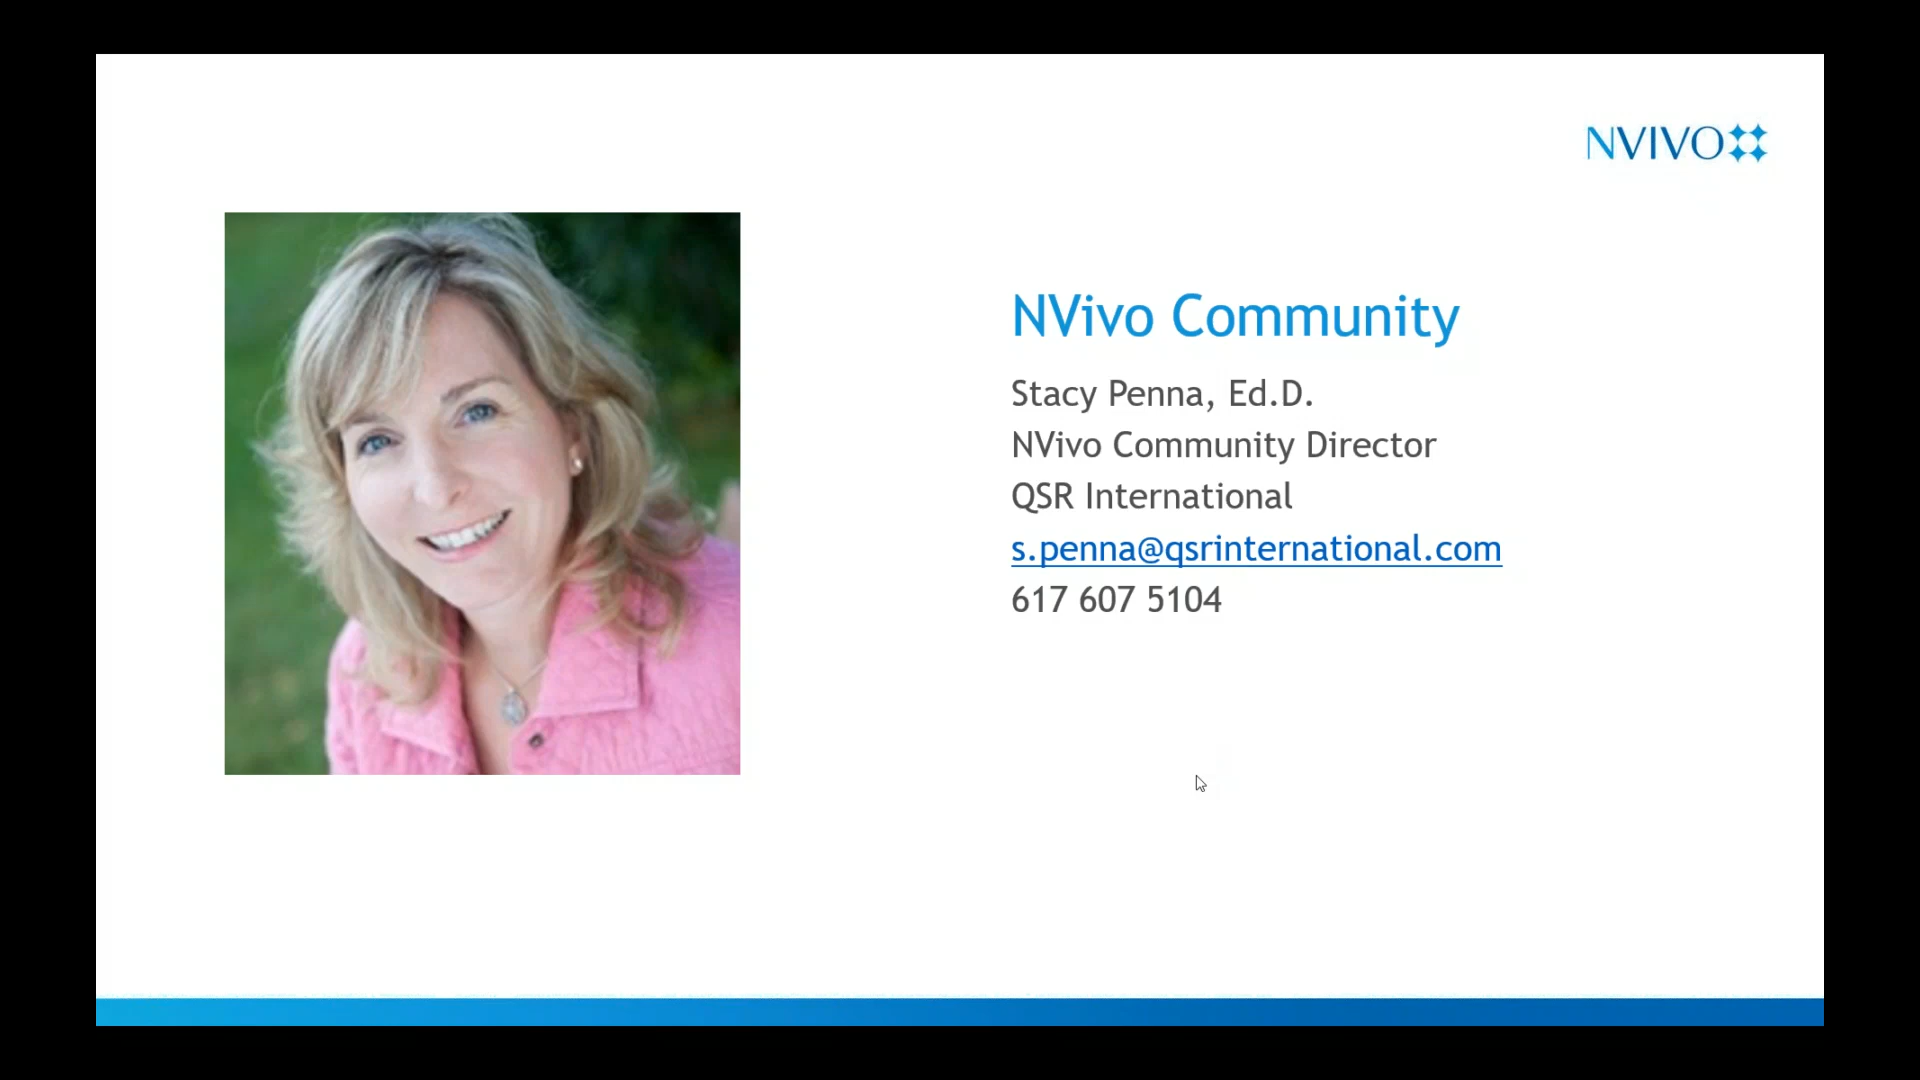 NVIVO
NVivo Community
Stacy Penna, Ed.D.
NVivo Community Director
QSR International
s.penna@qsrinternational.com
617 607 5104